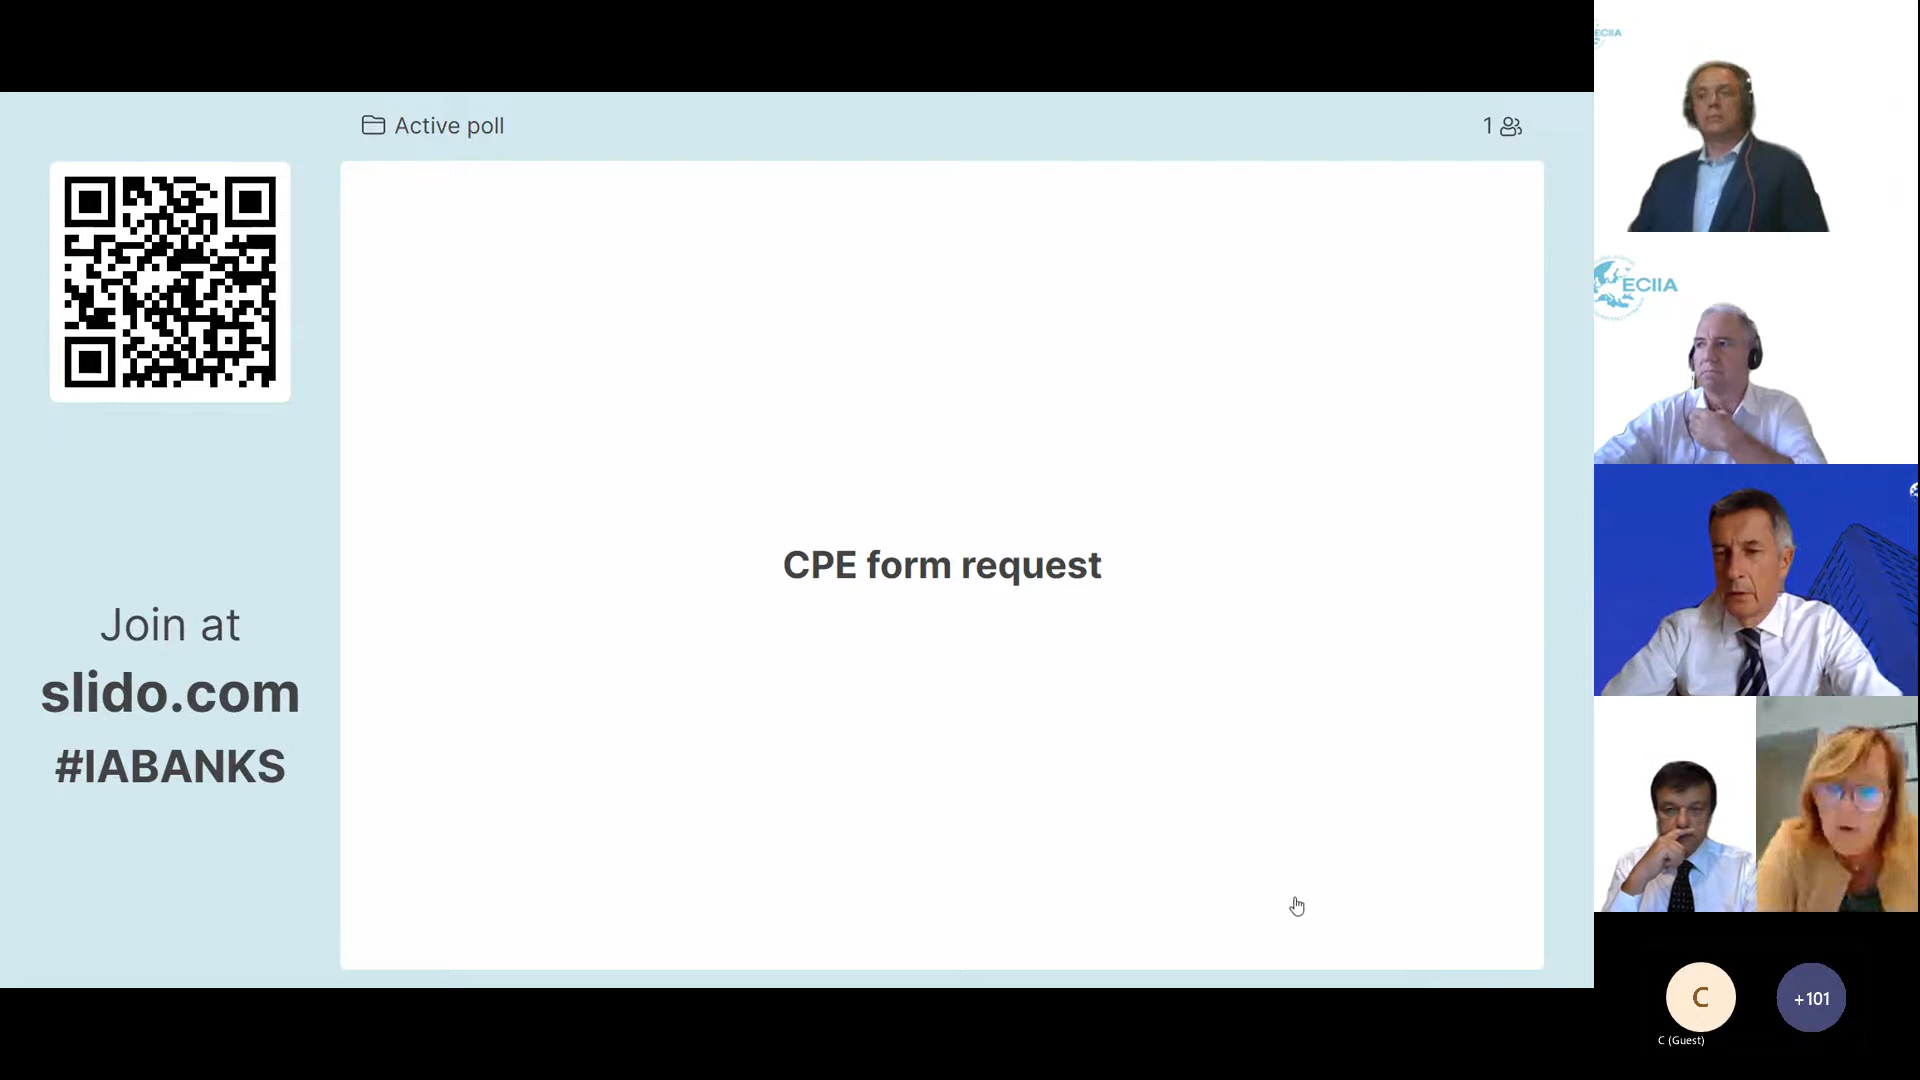 Active poll
1
CPE form request
Join at
slido.com
#IABANKS
ECIIA
ECIIA
C
+101
C (Guest)